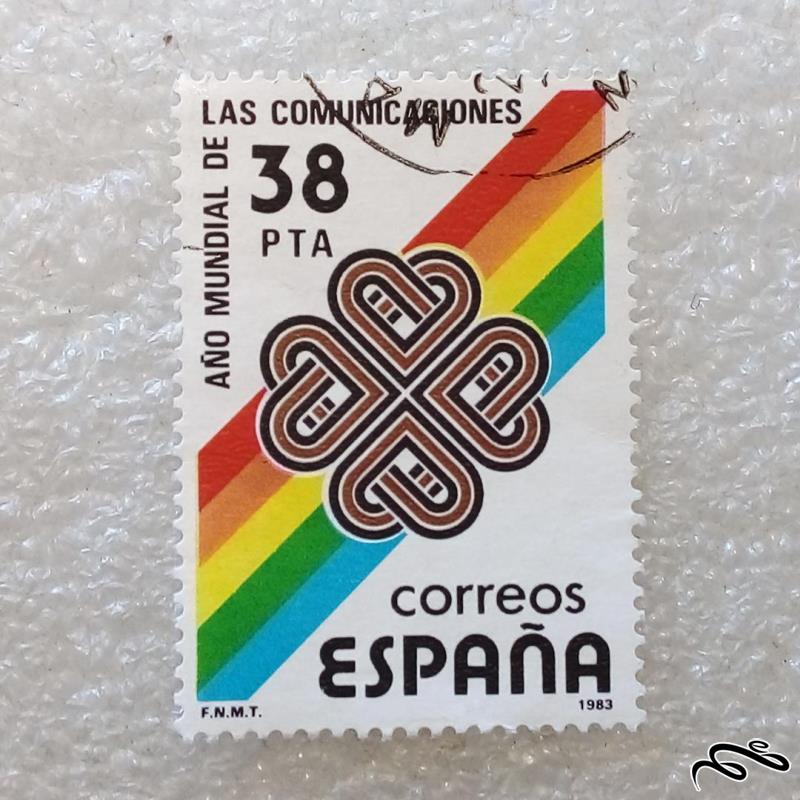 AÑO MUNDIAL DE
LAS COMUNICACIONES
38
PTA
correos
ESPAÑA
F.N.M.T.
1983